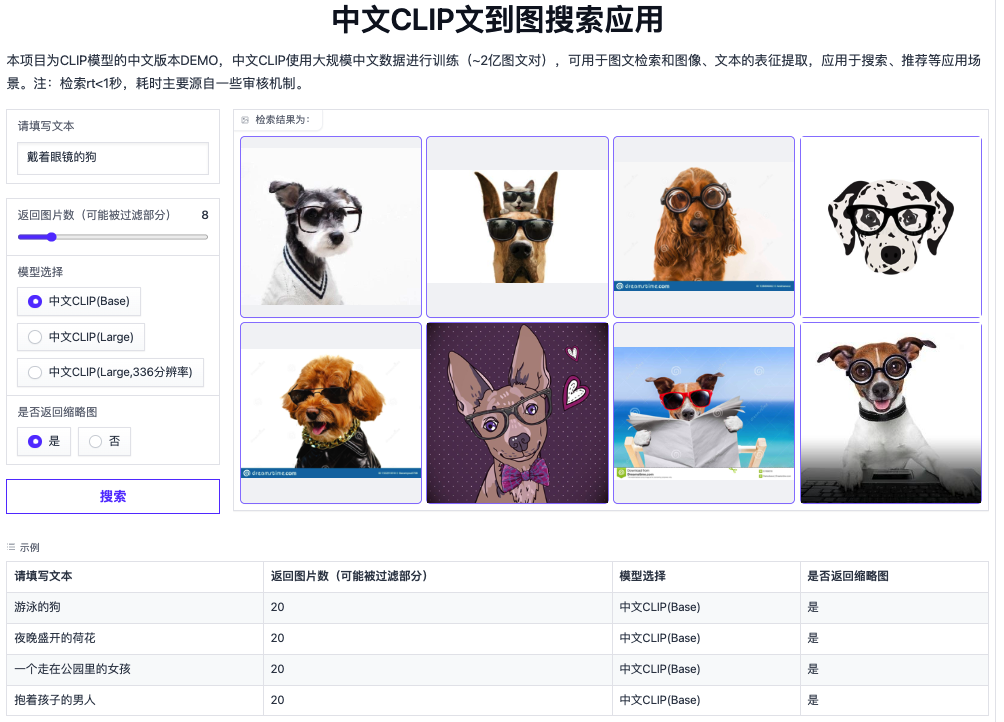 中文CLIP文到图搜索应用
本项目为CLIP模型的中文版本DEMO，中文CLIP使用大规模中文数据进行训练（~2亿图文对），可用于图文检索和图像、文本的表征提取，应用于搜索、推荐等应用场
景。注：检索rt<1秒，耗时主要源自一些审核机制。
请填写文本
戴着眼镜的狗
返回图片数（可能被过滤部分） 8
模型选择
中文CLIP(Base)
中文CLIP(Large)
中文CLIP(Large,336分辨率)
是否返回缩略图
是 否
搜索
检索结果为：
dreamstime.com
dreamstime.com
示例
请填写文本 返回图片数（可能被过滤部分） 模型选择 是否返回缩略图
游泳的狗 20 中文CLIP(Base) 是
夜晚盛开的荷花 20 中文CLIP(Base) 是
一个走在公园里的女孩 20 中文CLIP(Base) 是
抱着孩子的男人 20 中文CLIP(Base) 是